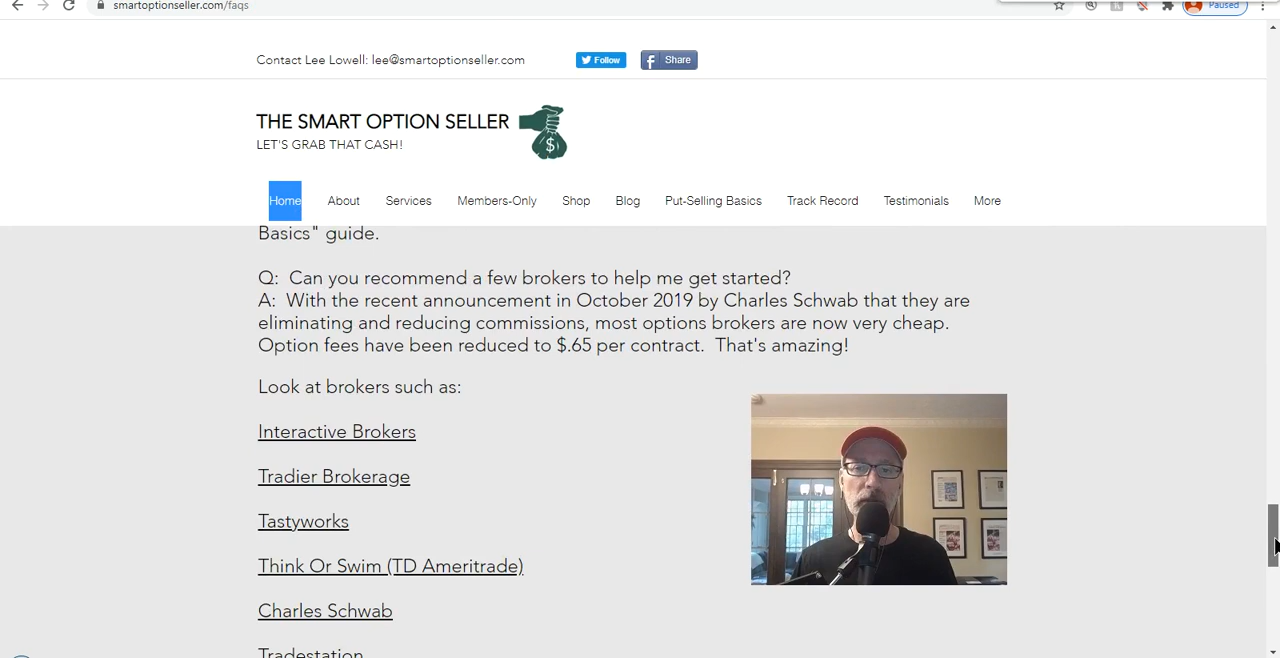 smartoptionseller.com/faqs
Paused
Contact Lee Lowell: lee@smartoptionseller.com
Follow
Share
THE SMART OPTION SELLER
$
LET'S GRAB THAT CASH!
Home About Services Members-Only Shop Blog Put-Selling Basics Track Record Testimonials More
Basics" guide.
Q: Can you recommend a few brokers to help me get started?
A: With the recent announcement in October 2019 by Charles Schwab that they are
eliminating and reducing commissions, most options brokers are now very cheap.
Option fees have been reduced to $.65 per contract. That's amazing!
Look at brokers such as:
Interactive Brokers
Tradier Brokerage
Tastyworks
Think Or Swim (TD Ameritrade)
Charles Schwab
Tradestation